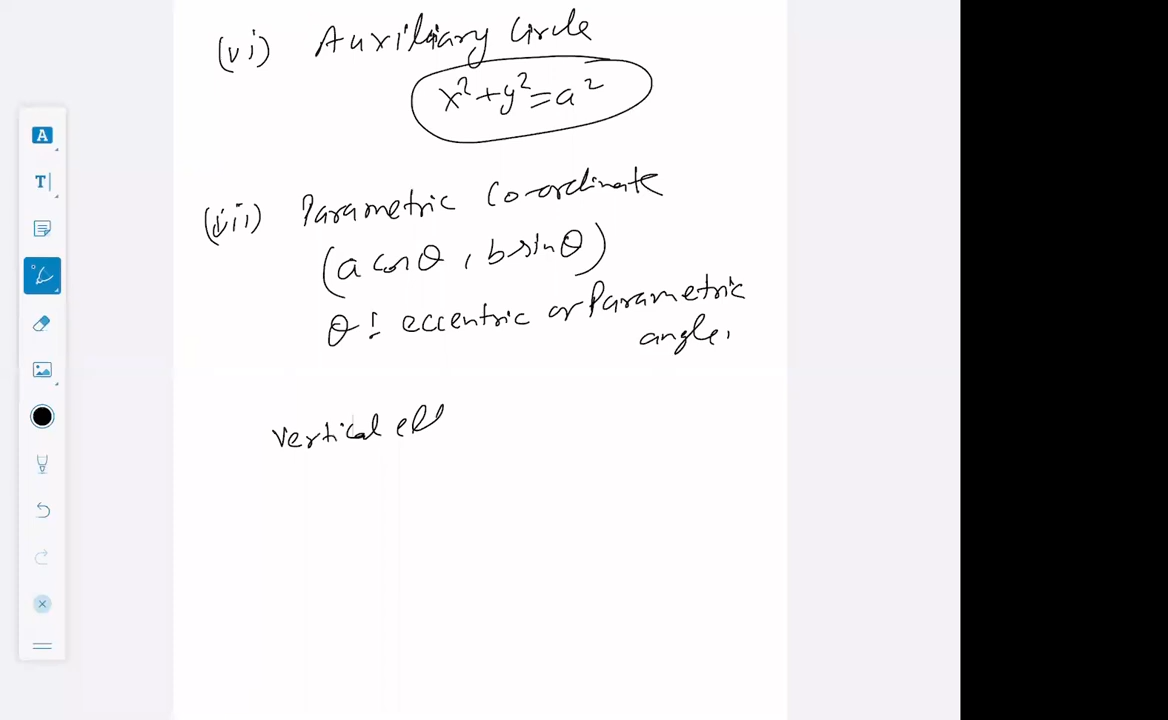 (vi) Auxiliary Circle
x²+y²=a²
(vii) Parametric Co-ordinate
(a cosθ, b sinθ)
θ : eccentric or Parametric
angle.
vertical ell
A
T